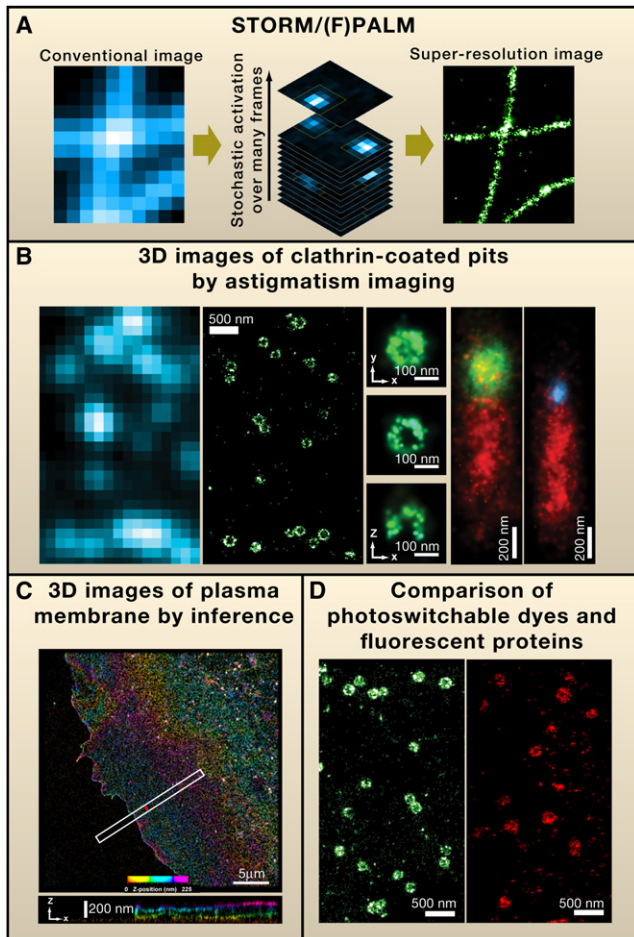 A
STORM/(F)PALM
Conventional image
Stochastic activation
over many frames
Super-resolution image
B
3D images of clathrin-coated pits
by astigmatism imaging
500 nm
y
x
100 nm
100 nm
z
x
100 nm
200 nm
200 nm
C
3D images of plasma
membrane by inference
0 Z-position (nm) 225
5μm
z
x
200 nm
D
Comparison of
photoswitchable dyes and
fluorescent proteins
500 nm
500 nm